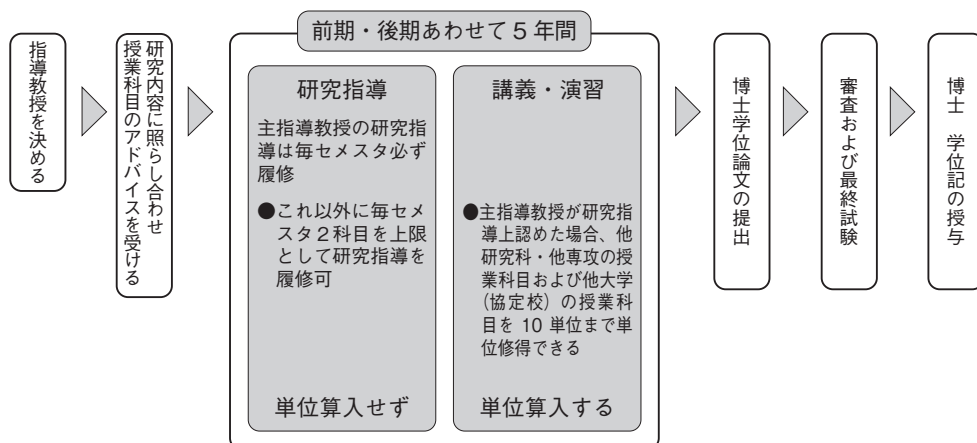 指導教授を決める
研究内容に照らし合わせ
授業科目のアドバイスを受ける
前期・後期あわせて5年間
研究指導
主指導教授の研究指
導は毎セメスタ必ず
履修
●これ以外に毎セメ
スタ2科目を上限
として研究指導を
履修可
単位算入せず
講義・演習
●主指導教授が研究指
導上認めた場合、他
研究科・他専攻の授
業科目および他大学
(協定校)の授業科
目を 10 単位まで単
位修得できる
単位算入する
博士学位論文の提出
審査および最終試験
博士 学位記の授与